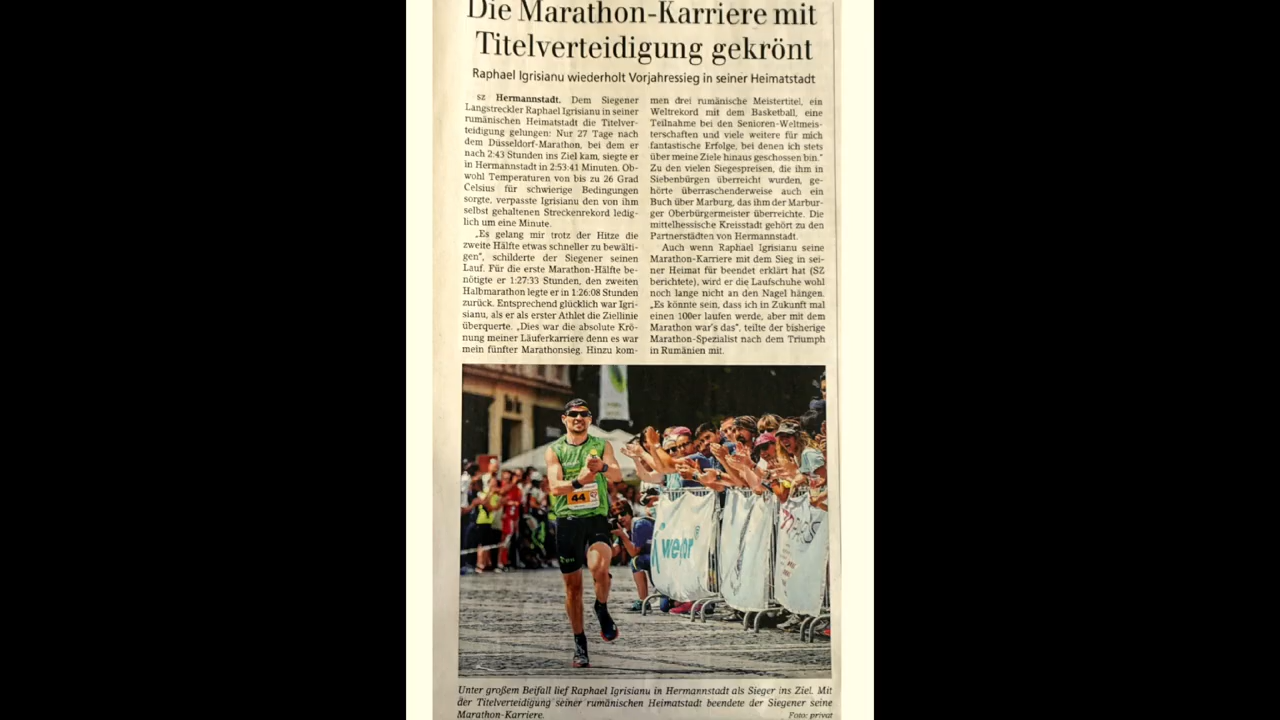 Die Marathon-Karriere mit
Titelverteidigung gekrönt
Raphael Igrisianu wiederholt Vorjahressieg in seiner Heimatstadt
sz Hermannstadt. Dem Siegener
Langstreckler Raphael Igrisianu in seiner
rumänischen Heimatstadt die Titelver-
teidigung gelungen: Nur 27 Tage nach
dem Düsseldorf-Marathon, bei dem er
nach 2:43 Stunden ins Ziel kam, siegte er
in Hermannstadt in 2:53:41 Minuten. Ob-
wohl Temperaturen von bis zu 26 Grad
Celsius für schwierige Bedingungen
sorgte, verpasste Igrisianu den von ihm
selbst gehaltenen Streckenrekord ledig-
lich um eine Minute.
„Es gelang mir trotz der Hitze die
zweite Hälfte etwas schneller zu bewälti-
gen", schilderte der Siegener seinen
Lauf. Für die erste Marathon-Hälfte be-
nötigte er 1:27:33 Stunden, den zweiten
Halbmarathon legte er in 1:26:08 Stunden
zurück. Entsprechend glücklich war Igri-
sianu, als er als erster Athlet die Ziellinie
überquerte. „Dies war die absolute Krö-
nung meiner Läuferkarriere denn es war
mein fünfter Marathonsieg. Hinzu kom-
men drei rumänische Meistertitel, ein
Weltrekord mit dem Basketball, eine
Teilnahme bei den Senioren-Weltmeis-
terschaften und viele weitere für mich
fantastische Erfolge, bei denen ich stets
über meine Ziele hinaus geschossen bin."
Zu den vielen Siegespreisen, die ihm in
Siebenbürgen überreicht wurden, ge-
hörte überraschenderweise auch ein
Buch über Marburg, das ihm der Marbur-
ger Oberbürgermeister überreichte. Die
mittelhessische Kreisstadt gehört zu den
Partnerstädten von Hermannstadt.
Auch wenn Raphael Igrisianu seine
Marathon-Karriere mit dem Sieg in sei-
ner Heimat für beendet erklärt hat (SZ
berichtete), wird er die Laufschuhe wohl
noch lange nicht an den Nagel hängen.
„Es könnte sein, dass ich in Zukunft mal
einen 100er laufen werde, aber mit dem
Marathon war's das", teilte der bisherige
Marathon-Spezialist nach dem Triumph
in Rumänien mit.
44
Unter großem Beifall lief Raphael Igrisianu in Hermannstadt als Sieger ins Ziel. Mit
der Titelverteidigung seiner rumänischen Heimatstadt beendete der Siegener seine
Marathon-Karriere. Foto: privat